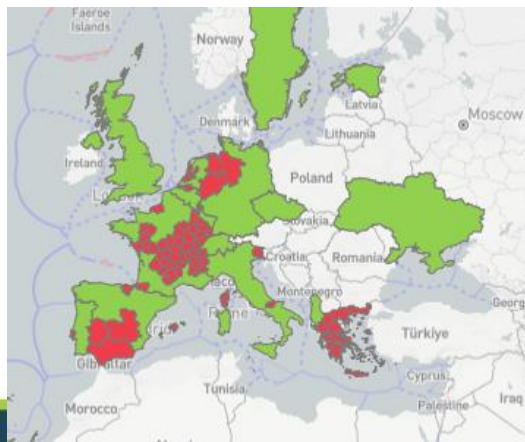 Faeroe
Islands
Norway
Denmark
Latvia
Lithuania
Moscow
Ireland
Poland
Slovakia
Croatia
Romania
Montenegro
Georg
Türkiye
Gibraltar
Morocco
Tunisia
Cyprus
Palestine
Iraq